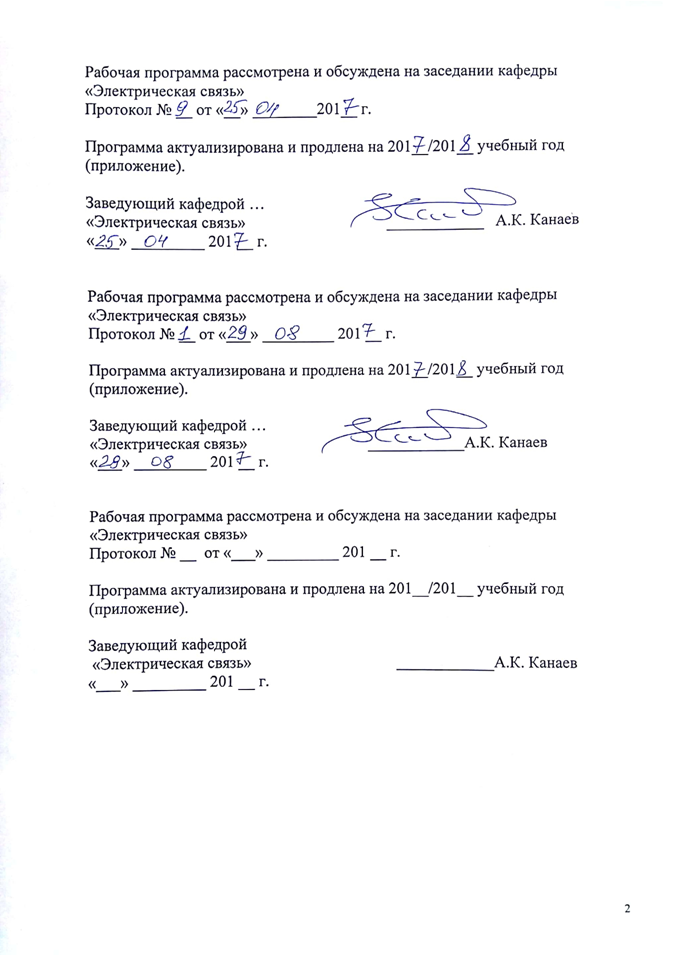 Рабочая программа рассмотрена и обсуждена на заседании кафедры
«Электрическая связь»
Протокол № 9 от «25» 04 2017 г.
Программа актуализирована и продлена на 2017/2018 учебный год
(приложение).
Заведующий кафедрой …
«Электрическая связь» А.К. Канаев
«25» 04 2017 г.
Рабочая программа рассмотрена и обсуждена на заседании кафедры
«Электрическая связь»
Протокол № 1 от «29» 08 2017 г.
Программа актуализирована и продлена на 2017/2018 учебный год
(приложение).
Заведующий кафедрой …
«Электрическая связь» А.К. Канаев
«29» 08 2017 г.
Рабочая программа рассмотрена и обсуждена на заседании кафедры
«Электрическая связь»
Протокол № __ от «___» _________ 201 __ г.
Программа актуализирована и продлена на 201__/201__ учебный год
(приложение).
Заведующий кафедрой
«Электрическая связь» ____________А.К. Канаев
«___» _________ 201 __ г.
2